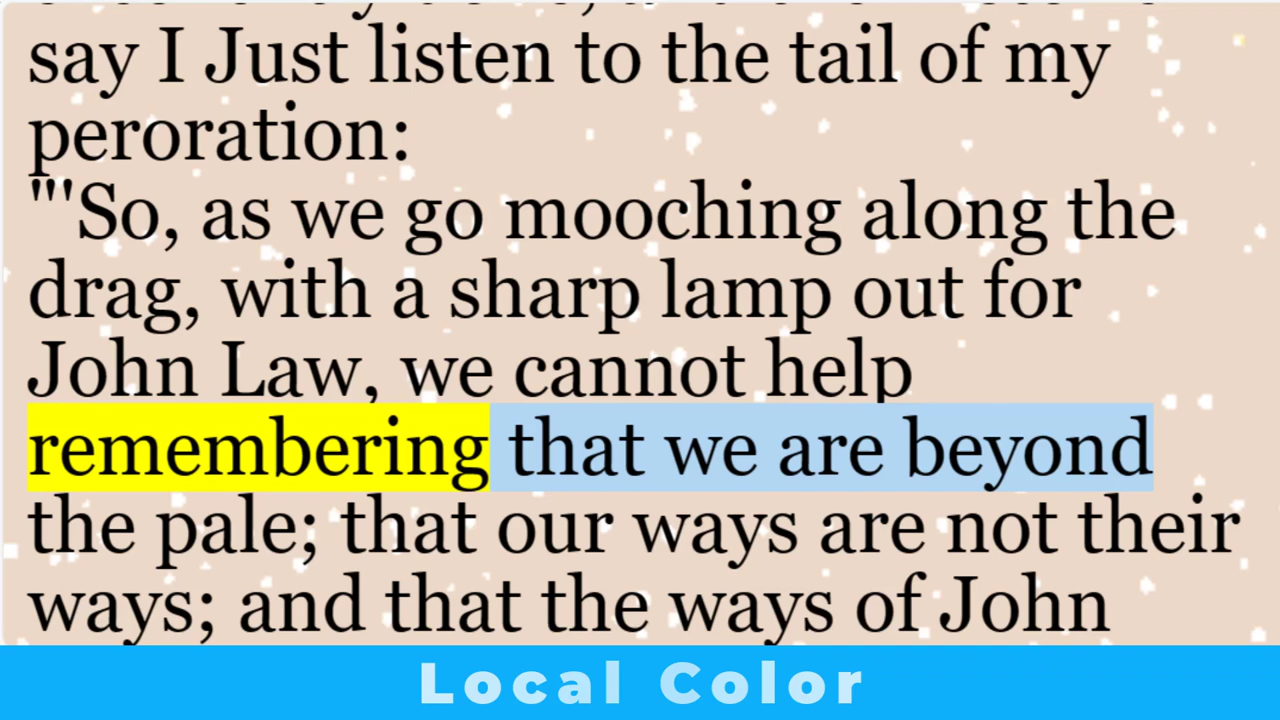 say I Just listen to the tail of my
peroration:
"'"So, as we go mooching along the
drag, with a sharp lamp out for
John Law, we cannot help
remembering that we are beyond
the pale; that our ways are not their
ways; and that the ways of John
Local Color